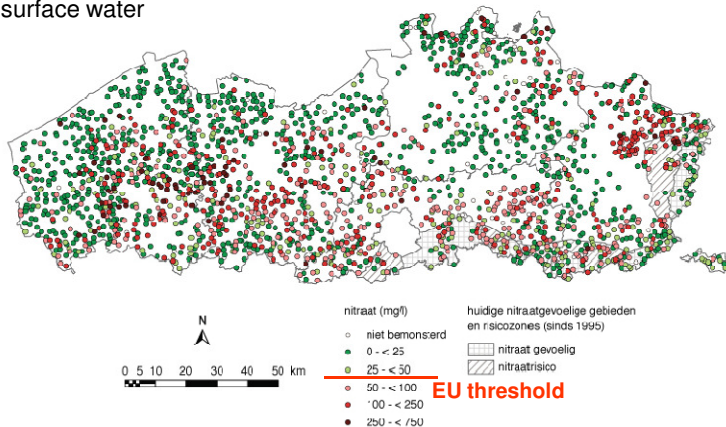 surface water
nitraat (mg/l)
niet bemonsterd
0 - < 25
25 - < 50
EU threshold
50 - < 100
100 - < 250
250 - < 750
huidige nitraatgevoelige gebieden
en risicozones (sinds 1995)
nitraat gevoelig
nitraatrisico
N
0 5 10 20 30 40 50 km